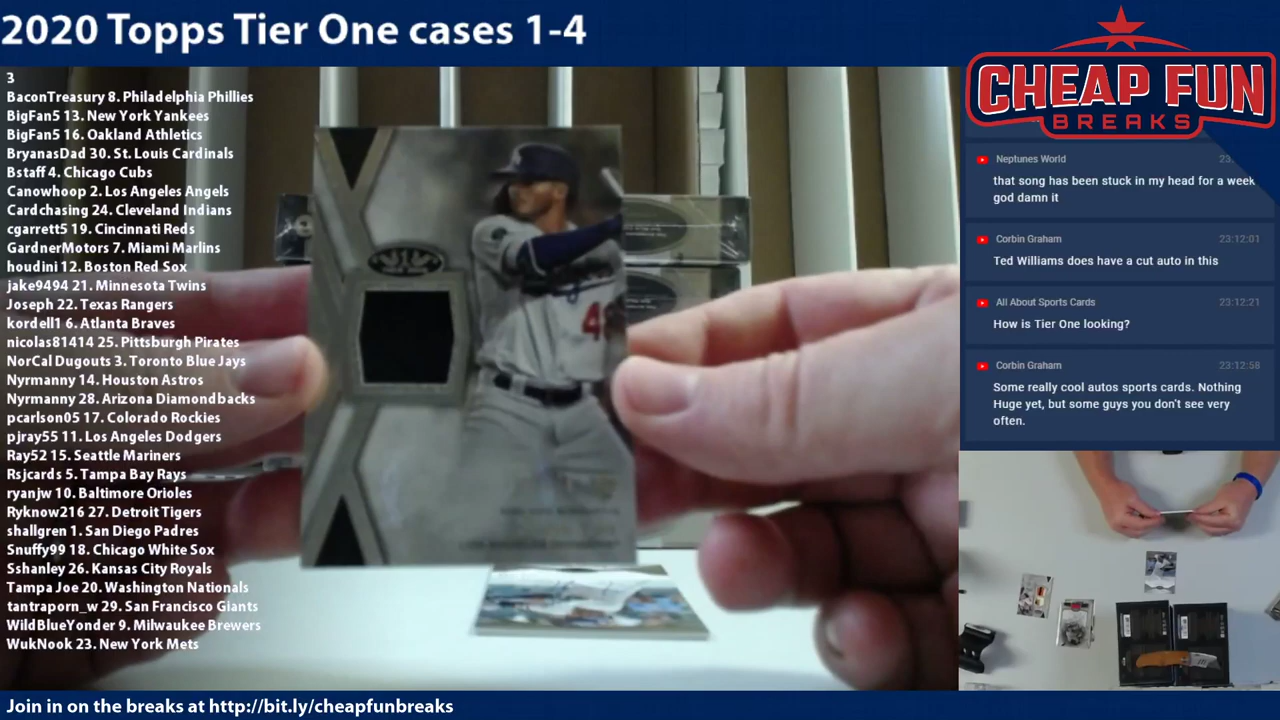 2020 Topps Tier One cases 1-4
3
BaconTreasury 8. Philadelphia Phillies
BigFan5 13. New York Yankees
BigFan5 16. Oakland Athletics
BryanasDad 30. St. Louis Cardinals
Bstaff 4. Chicago Cubs
Canowhoop 2. Los Angeles Angels
Cardchasing 24. Cleveland Indians
cgarrett5 19. Cincinnati Reds
GardnerMotors 7. Miami Marlins
houdini 12. Boston Red Sox
jake9494 21. Minnesota Twins
Joseph 22. Texas Rangers
kordell1 6. Atlanta Braves
nicolas81414 25. Pittsburgh Pirates
NorCal Dugouts 3. Toronto Blue Jays
Nyrmanny 14. Houston Astros
Nyrmanny 28. Arizona Diamondbacks
pcarlson05 17. Colorado Rockies
pjray55 11. Los Angeles Dodgers
Ray52 15. Seattle Mariners
Rsjcards 5. Tampa Bay Rays
ryanjw 10. Baltimore Orioles
Ryknow216 27. Detroit Tigers
shallgren 1. San Diego Padres
Snuffy99 18. Chicago White Sox
Sshanley 26. Kansas City Royals
Tampa Joe 20. Washington Nationals
tantraporn_w 29. San Francisco Giants
WildBlueYonder 9. Milwaukee Brewers
WukNook 23. New York Mets
CHEAP FUN
BREAKS
Neptunes World
that song has been stuck in my head for a week
god damn it
Corbin Graham 23:12:01
Ted Williams does have a cut auto in this
All About Sports Cards 23:12:21
How is Tier One looking?
Corbin Graham 23:12:58
Some really cool autos sports cards. Nothing
Huge yet, but some guys you don't see very
often.
Join in on the breaks at http://bit.ly/cheapfunbreaks